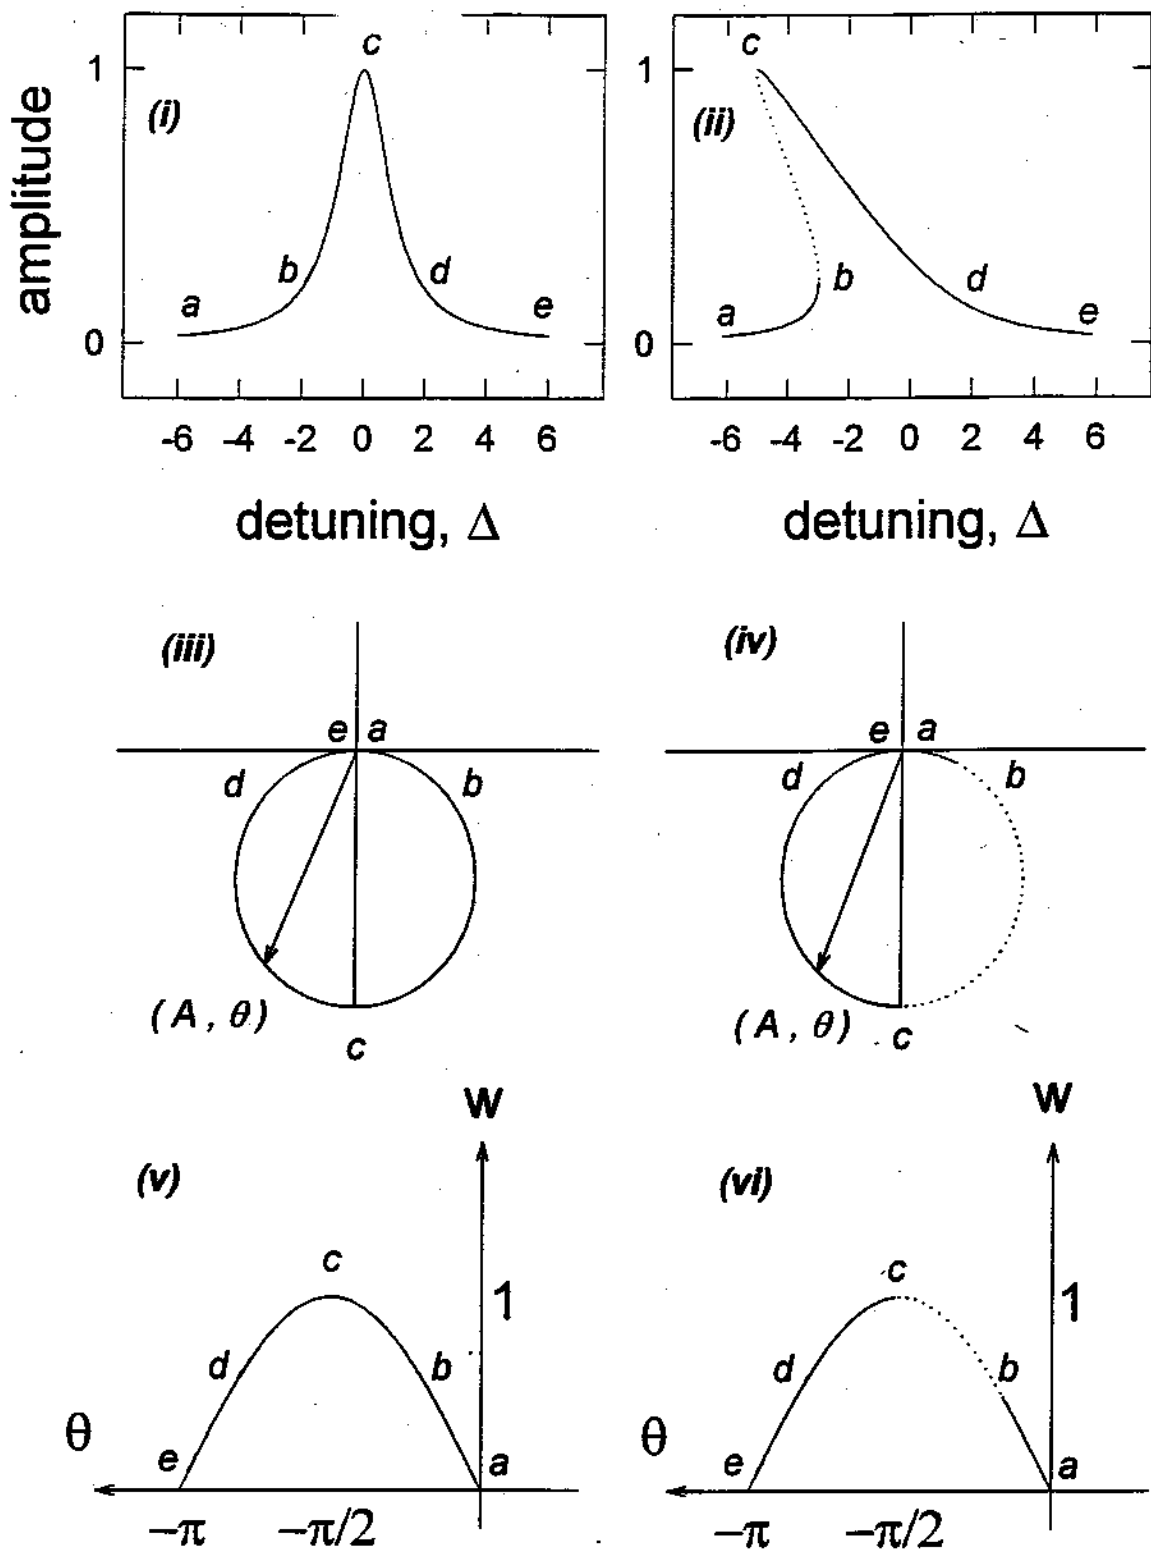 c
c
1
1
(i)
(ii)
amplitude
a
b
d
e
a
b
d
e
0
0
-6 -4 -2 0 2 4 6
-6 -4 -2 0 2 4 6
detuning, Δ
detuning, Δ
(iii)
(iv)
e a
e a
d
b
d
b
(A, θ)
(A, θ)
c
c
W
W
(v)
(vi)
c
c
1
1
d
b
d
b
θ
θ
e
a
e
a
−π
−π/2
−π
−π/2